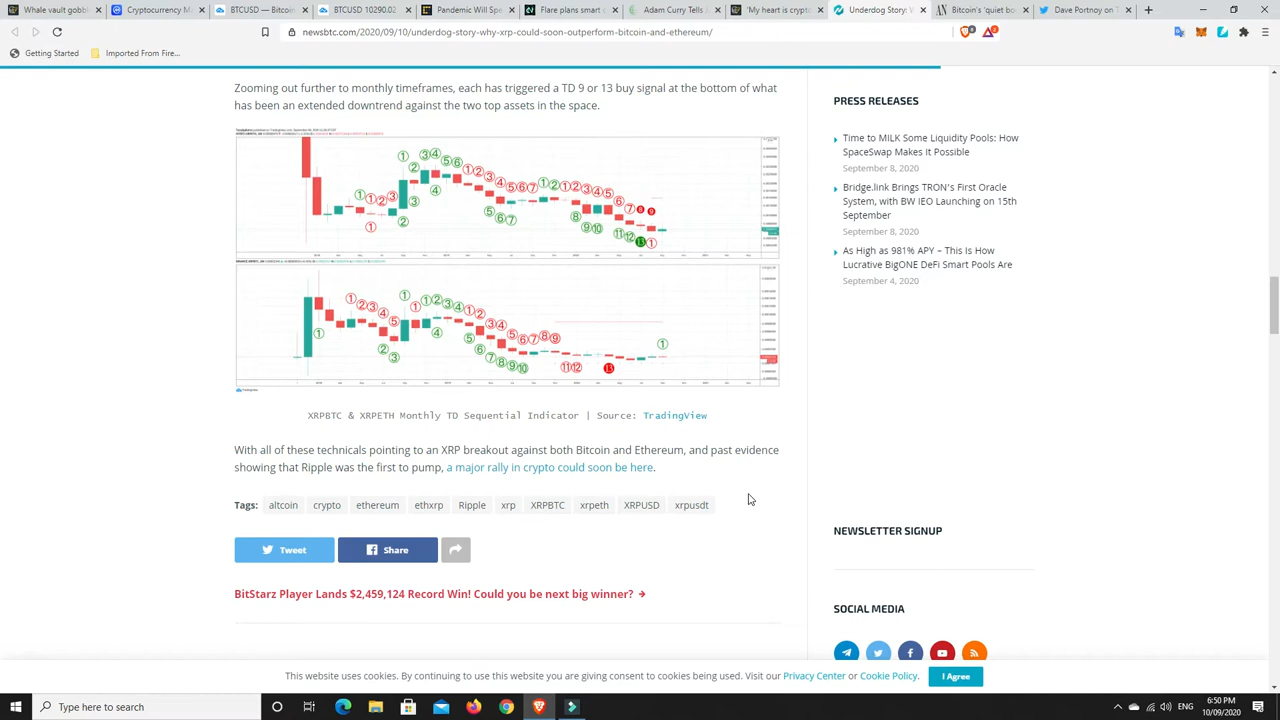 Whale vault gobbl
Cryptocurrency Ma
BTCUSD — Bitcoin
BTCUSD 10290.02
Pandemic Will Spe
Flare plans smart c
Adam Curry Tells A
'My heart is crypto
Underdog Story: W
Bitcoin's 'quiet bo
Dave Portnoy on T
newsbtc.com/2020/09/10/underdog-story-why-xrp-could-soon-outperform-bitcoin-and-ethereum/
Getting Started
Imported From Fire...
Zooming out further to monthly timeframes, each has triggered a TD 9 or 13 buy signal at the bottom of what
has been an extended downtrend against the two top assets in the space.
XRPBTC & XRPETH Monthly TD Sequential Indicator | Source: TradingView
With all of these technicals pointing to an XRP breakout against both Bitcoin and Ethereum, and past evidence
showing that Ripple was the first to pump, a major rally in crypto could soon be here.
Tags: altcoin crypto ethereum ethxrp Ripple xrp XRPBTC xrpeth XRPUSD xrpusdt
Tweet
Share
BitStarz Player Lands $2,459,124 Record Win! Could you be next big winner?
PRESS RELEASES
Time to MILK Some Liquidity Pools: How
SpaceSwap Makes It Possible
September 8, 2020
Bridge.link Brings TRON's First Oracle
System, with BW IEO Launching on 15th
September
September 8, 2020
As High as 981% APY – This Is How
Lucrative BigONE DeFi Smart Pools Are
September 4, 2020
NEWSLETTER SIGNUP
SOCIAL MEDIA
This website uses cookies. By continuing to use this website you are giving consent to cookies being used. Visit our Privacy Center or Cookie Policy.
I Agree
Type here to search
ENG
6:50 PM
10/09/2020